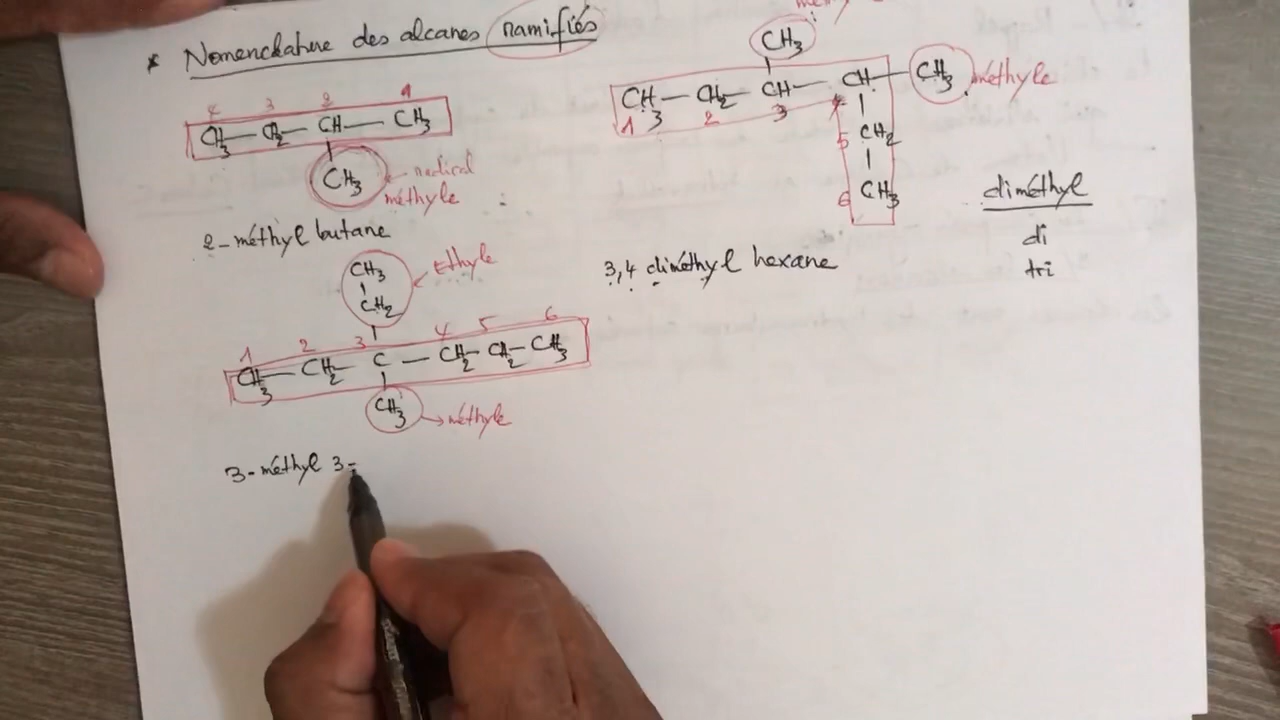 * Nomenclature des alcanes ramifiés
4 3 2 1
CH3 — CH2 — CH — CH3
CH3
radical
méthyle
2 - méthyl butane
CH3
CH2
Ethyle
1 2 3 4 5 6
CH3 — CH2 — C — CH2 — CH2 — CH3
CH3
méthyle
3 - méthyl 3 -
CH3
CH3 — CH2 — CH — CH — CH3 méthyle
1 2 3 4
5 CH2
6 CH3
3,4 diméthyl hexane
diméthyl
di
tri